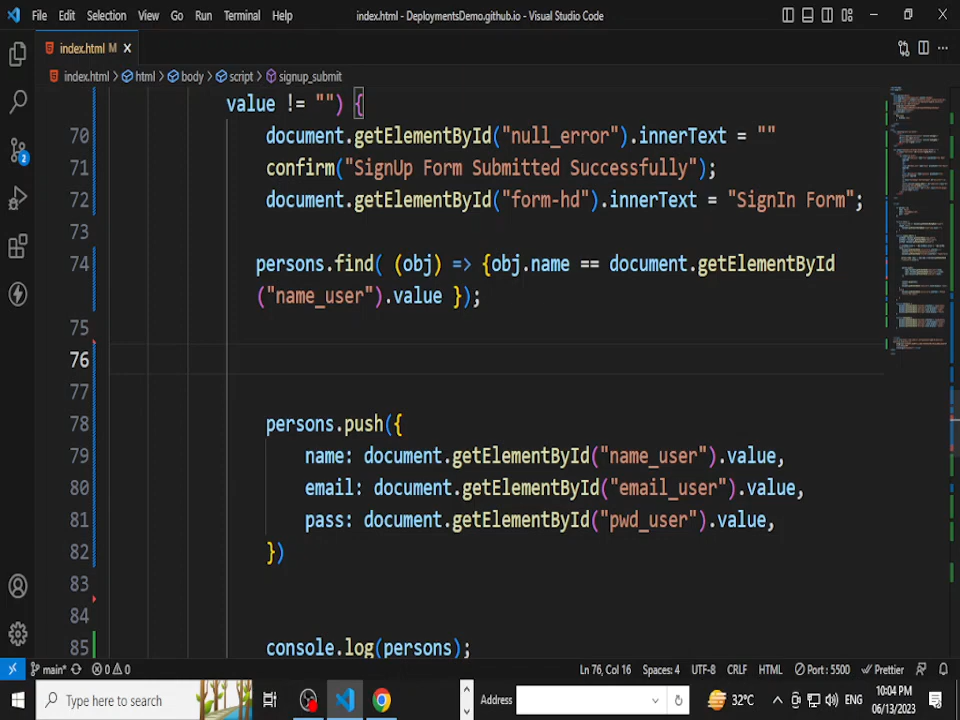 File Edit Selection View Go Run Terminal Help index.html - DeploymentsDemo.github.io - Visual Studio Code
index.html M
index.html > html > body > script > signup_submit
value != "") {
70 document.getElementById("null_error").innerText = ""
71 confirm("SignUp Form Submitted Successfully");
72 document.getElementById("form-hd").innerText = "SignIn Form";
73
74 persons.find( (obj) => {obj.name == document.getElementById
("name_user").value });
75
76
77
78 persons.push({
79 name: document.getElementById("name_user").value,
80 email: document.getElementById("email_user").value,
81 pass: document.getElementById("pwd_user").value,
82 })
83
84
85 console.log(persons);
2
main* 0 0 Ln 76, Col 16 Spaces: 4 UTF-8 CRLF HTML Port : 5500 Prettier
Type here to search Address 32°C ENG 10:04 PM
06/13/2023